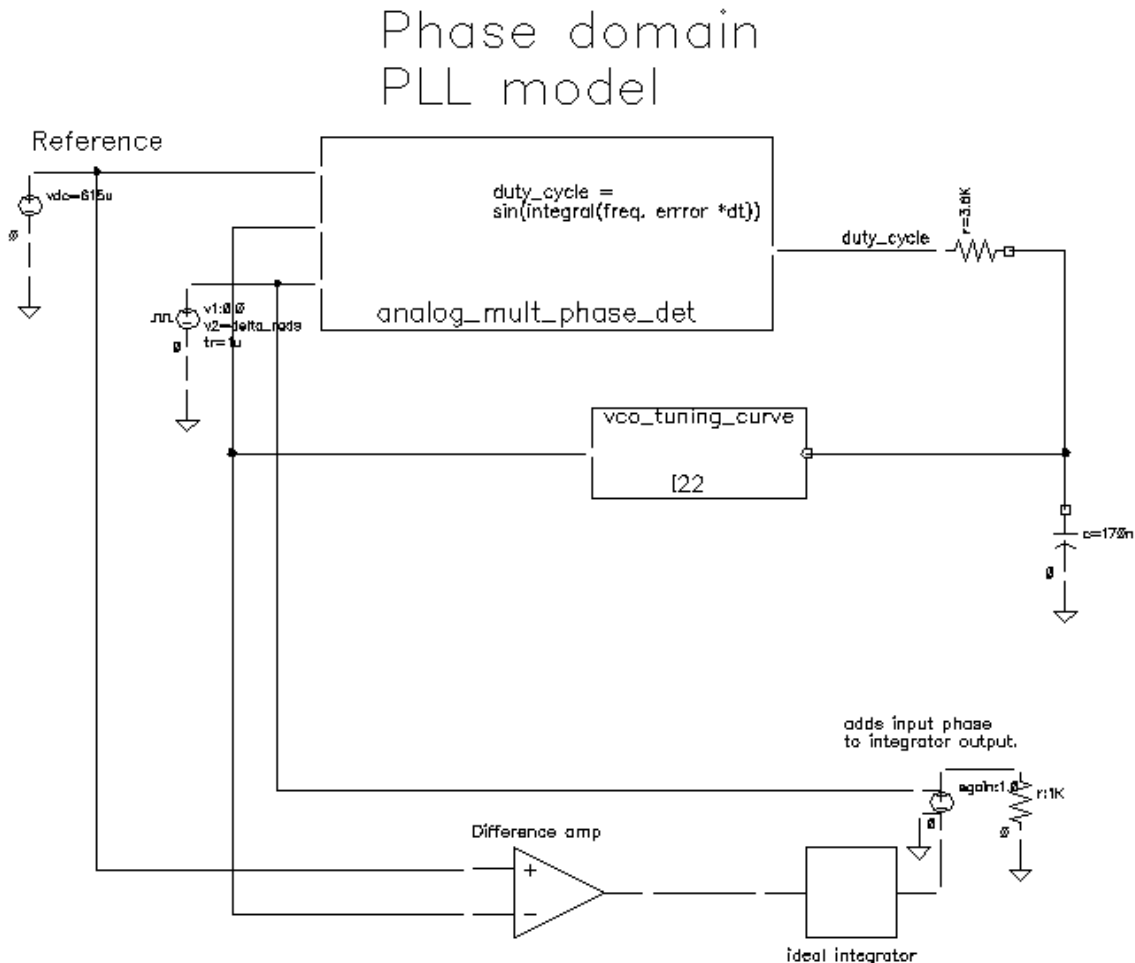 Phase domain
PLL model
Reference
vdc=615u
0
duty_cycle =
sin(integral(freq. errror *dt))
duty_cycle
r=3.6K
v1:0.0
v2=delta_rads
tr=1u
0
analog_mult_phase_det
vco_tuning_curve
I22
c=170n
0
adds input phase
to integrator output.
egain:1.0
r:1K
0
0
Difference amp
+
−
ideal integrator